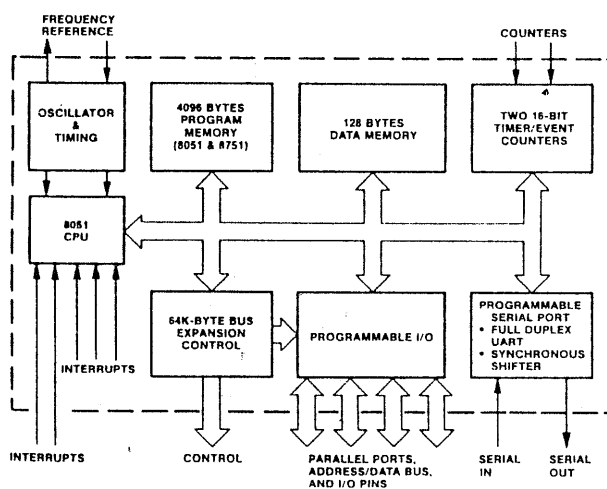 FREQUENCY
REFERENCE
COUNTERS
OSCILLATOR
&
TIMING
4096 BYTES
PROGRAM
MEMORY
(8051 & 8751)
128 BYTES
DATA MEMORY
TWO 16-BIT
TIMER/EVENT
COUNTERS
8051
CPU
64K-BYTE BUS
EXPANSION
CONTROL
PROGRAMMABLE I/O
PROGRAMMABLE
SERIAL PORT
• FULL DUPLEX
UART
• SYNCHRONOUS
SHIFTER
INTERRUPTS
INTERRUPTS
CONTROL
PARALLEL PORTS,
ADDRESS/DATA BUS,
AND I/O PINS
SERIAL
IN
SERIAL
OUT